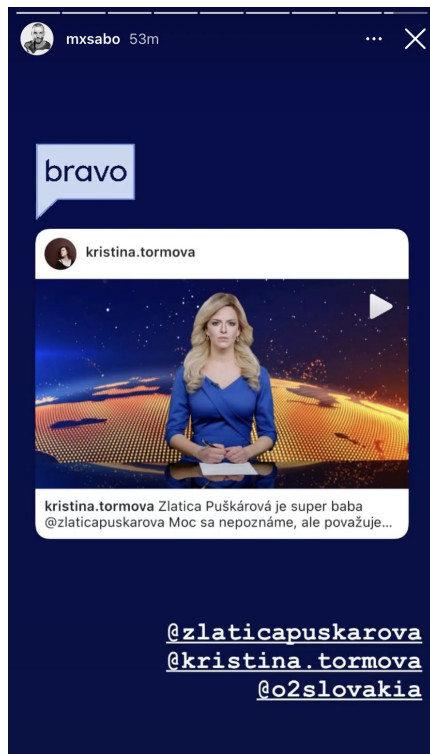 mxsabo 53m
bravo
kristina.tormova
kristina.tormova Zlatica Puškárová je super baba
@zlaticapuskarova Moc sa nepoznáme, ale považuje...
@zlaticapuskarova
@kristina.tormova
@o2slovakia